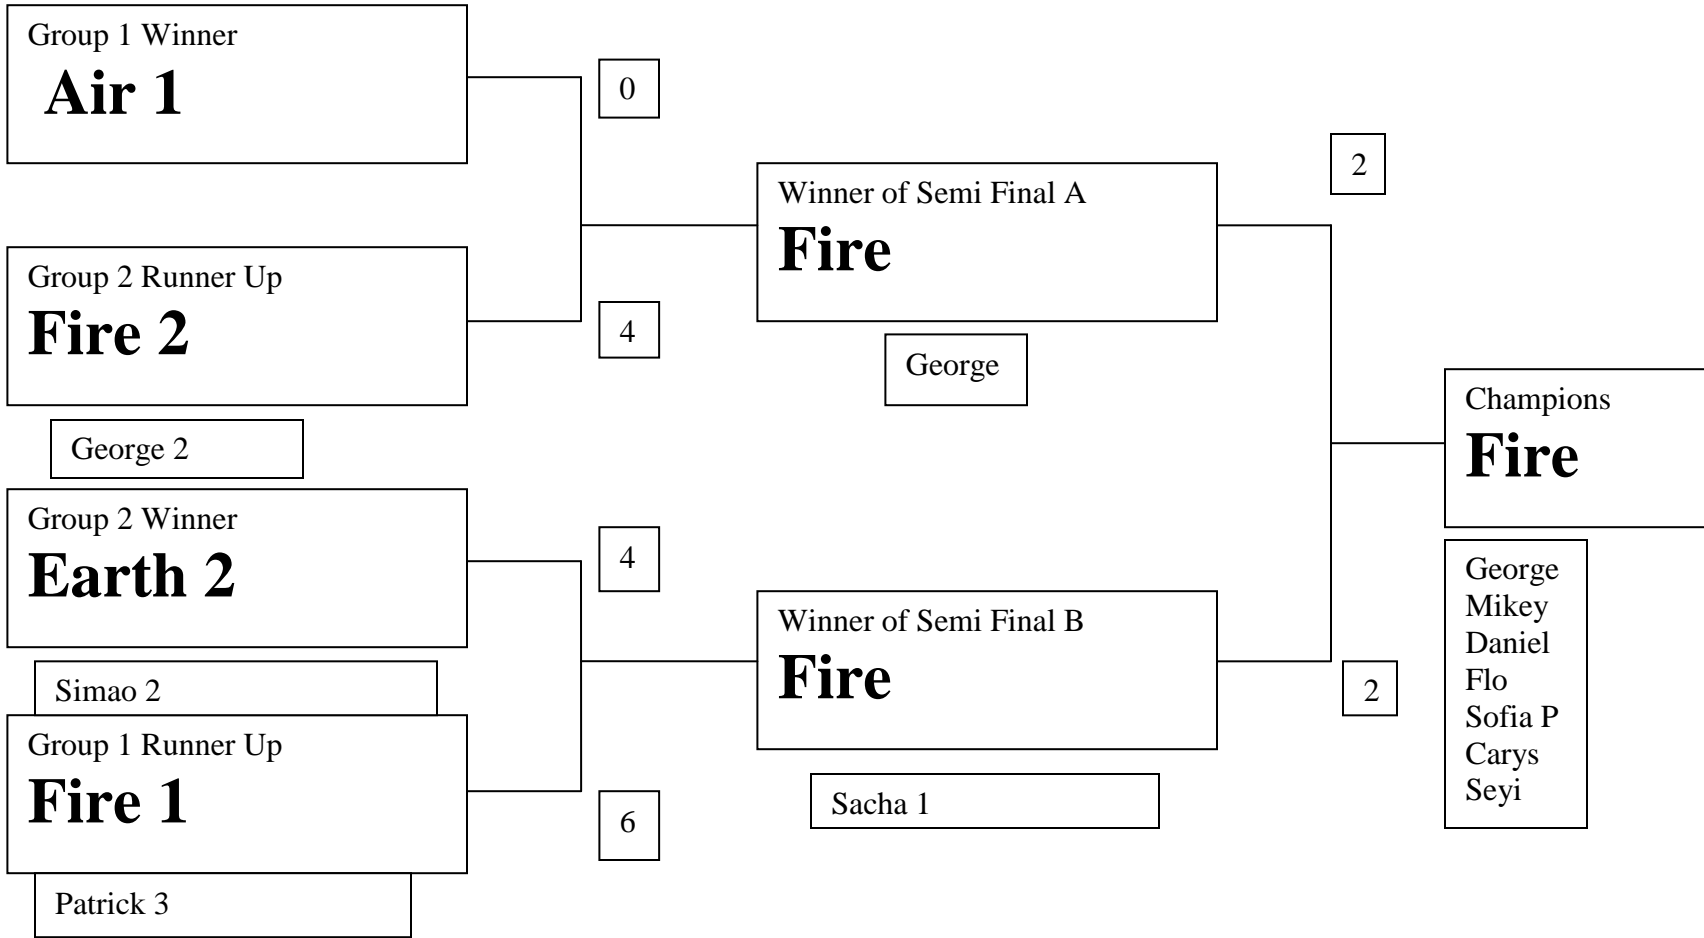 Group 1 Winner
Air 1
0
Group 2 Runner Up
Fire 2
4
George 2
Group 2 Winner
Earth 2
4
Simao 2
Group 1 Runner Up
Fire 1
6
Patrick 3
Winner of Semi Final A
Fire
2
George
Winner of Semi Final B
Fire
2
Sacha 1
Champions
Fire
George
Mikey
Daniel
Flo
Sofia P
Carys
Seyi